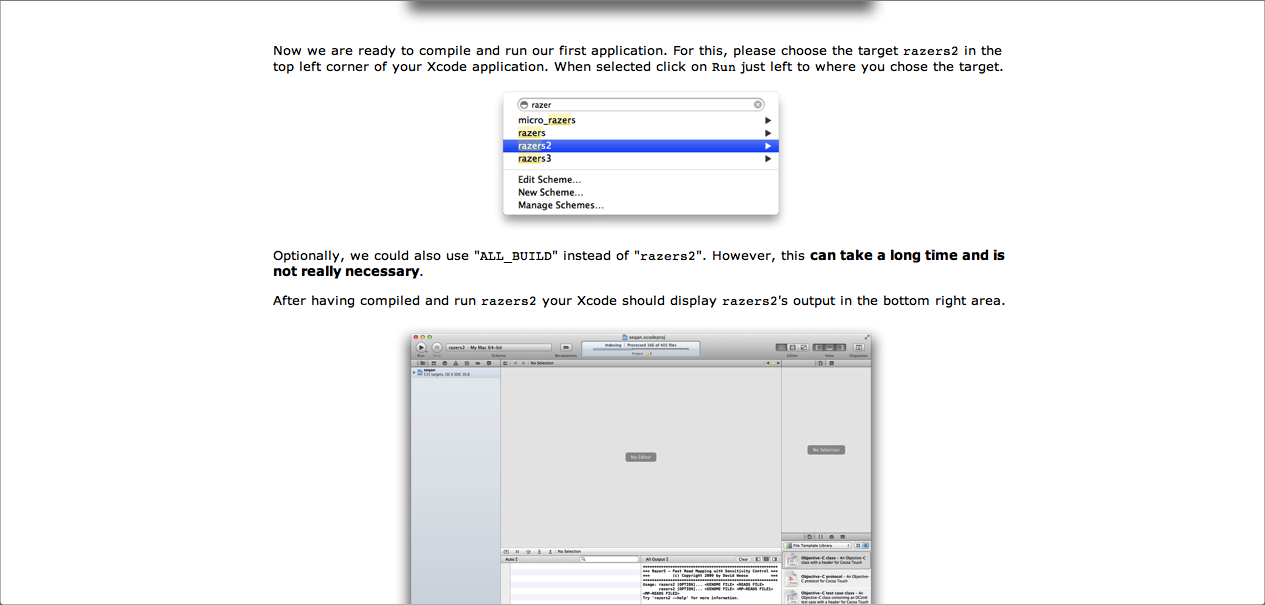 Now we are ready to compile and run our first application. For this, please choose the target razers2 in the
top left corner of your Xcode application. When selected click on Run just left to where you chose the target.
razer
micro_razers
razers
razers2
razers3
Edit Scheme...
New Scheme...
Manage Schemes...
Optionally, we could also use "ALL_BUILD" instead of "razers2". However, this can take a long time and is
not really necessary.
After having compiled and run razers2 your Xcode should display razers2's output in the bottom right area.
seqan.xcodeproj
razers2 My Mac 64-bit
Indexing | Processed 166 of 401 files
Run
Scheme
Breakpoints
Project
Editor
View
Organizer
No Selection
seqan
515 targets, OS X SDK 10.8
No Editor
No Selection
No Selection
File Template Library
Auto
All Output
Clear
Objective-C class - An Objective-C
class with a header for Cocoa Touch
Objective-C protocol - An Objective-
C protocol for Cocoa Touch
Objective-C test case class - An
Objective-C class containing an OCUnit
test case with a header for Cocoa Touch
*** RazerS - Fast Read Mapping with Sensitivity Control ***
*** (c) Copyright 2009 by David Weese ***
Usage: razers2 [OPTION]... <GENOME FILE> <READS FILE>
razers2 [OPTION]... <GENOME FILE> <MP-READS FILE1>
<MP-READS FILE2>
Try 'razers2 --help' for more information.